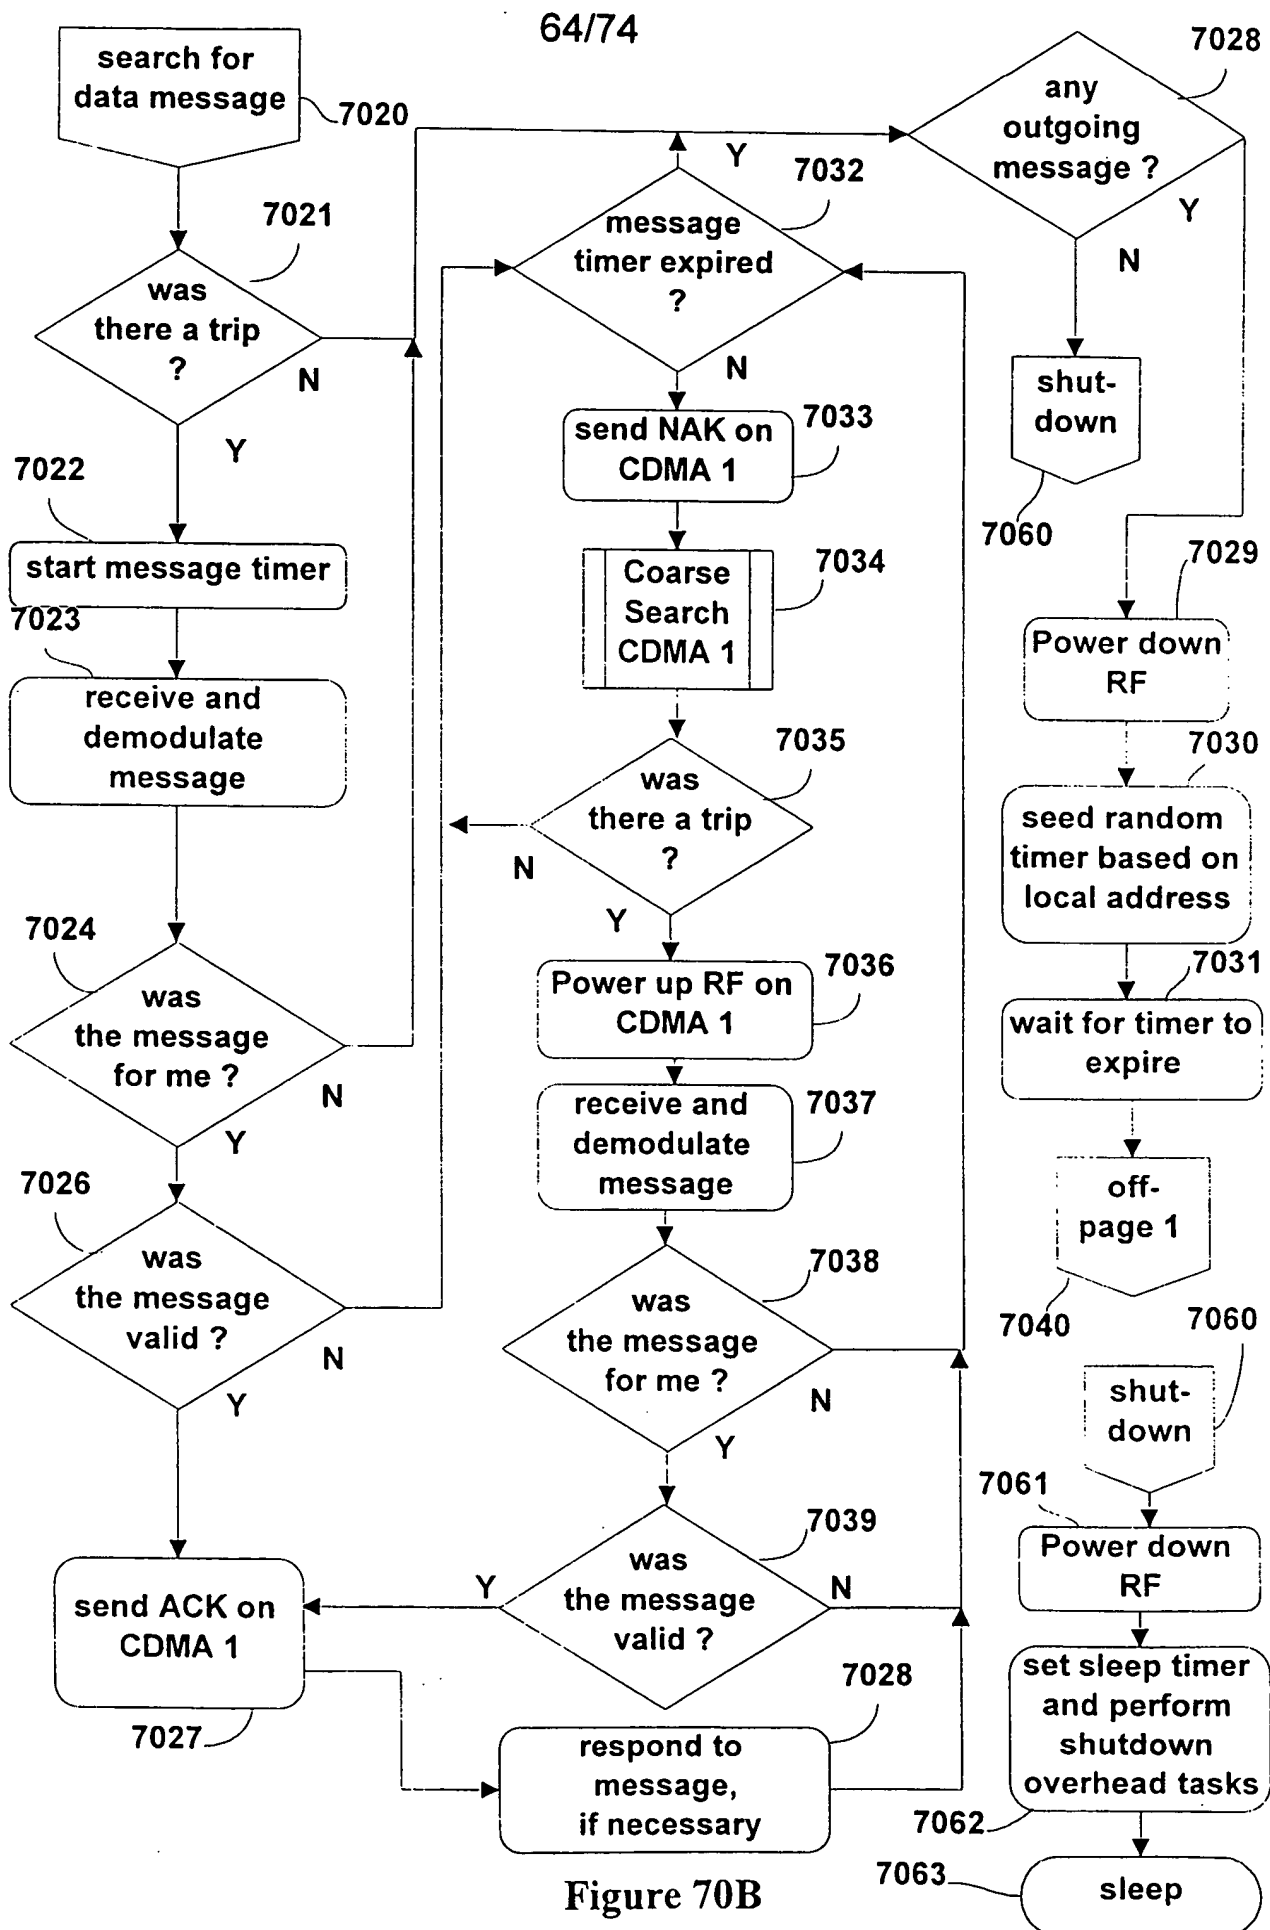 64/74
search for
data message
7020
7021
was
there a trip
?
N
Y
7022
start message timer
7023
receive and
demodulate
message
7024
was
the message
for me ?
N
Y
7026
was
the message
valid ?
N
Y
send ACK on
CDMA 1
7027
Y
7032
message
timer expired
?
N
7033
send NAK on
CDMA 1
7034
Coarse
Search
CDMA 1
7035
was
there a trip
?
N
Y
7036
Power up RF on
CDMA 1
7037
receive and
demodulate
message
7038
was
the message
for me ?
N
Y
7039
was
the message
valid ?
Y
N
7028
respond to
message,
if necessary
7028
any
outgoing
message ?
Y
N
shut-
down
7060
7029
Power down
RF
7030
seed random
timer based on
local address
7031
wait for timer to
expire
off-
page 1
7040
7060
shut-
down
7061
Power down
RF
set sleep timer
and perform
shutdown
overhead tasks
7062
7063
sleep
Figure 70B